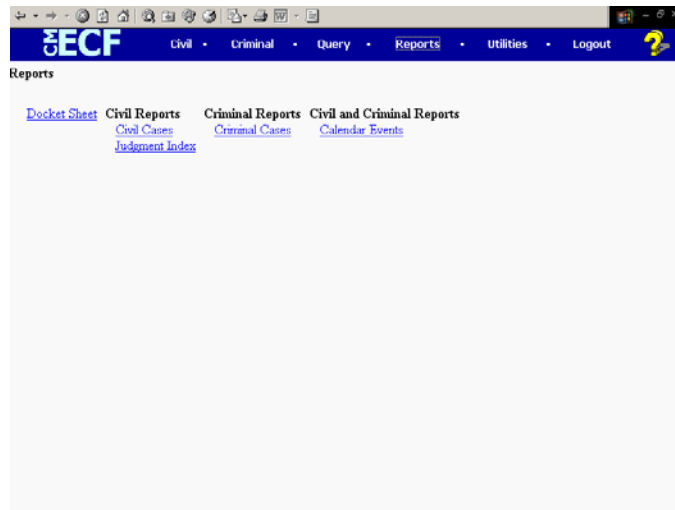 CM ECF Civil • Criminal • Query • Reports • Utilities • Logout ?
Reports
Docket Sheet Civil Reports Criminal Reports Civil and Criminal Reports
Civil Cases Criminal Cases Calendar Events
Judgment Index